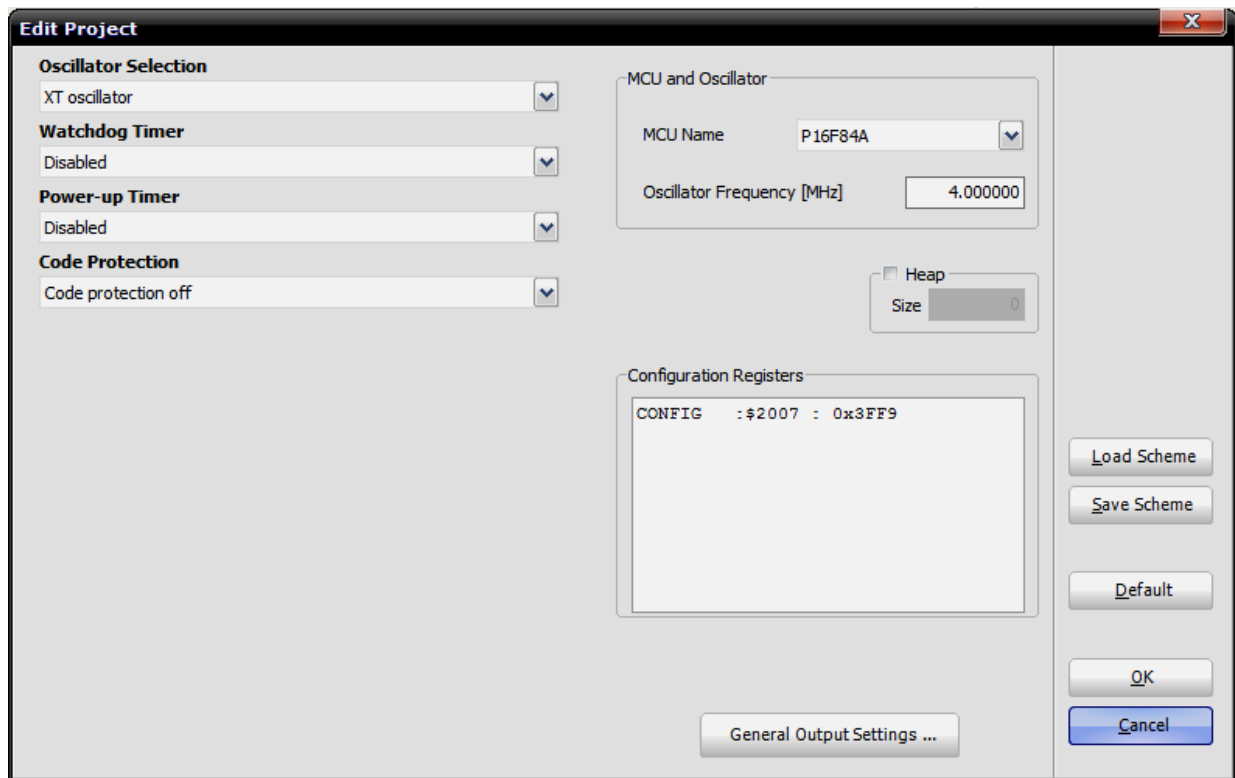 Edit Project
X
Oscillator Selection
XT oscillator
Watchdog Timer
Disabled
Power-up Timer
Disabled
Code Protection
Code protection off
MCU and Oscillator
MCU Name P16F84A
Oscillator Frequency [MHz] 4.000000
Heap
Size 0
Configuration Registers
CONFIG :$2007 : 0x3FF9
General Output Settings ...
Load Scheme
Save Scheme
Default
OK
Cancel